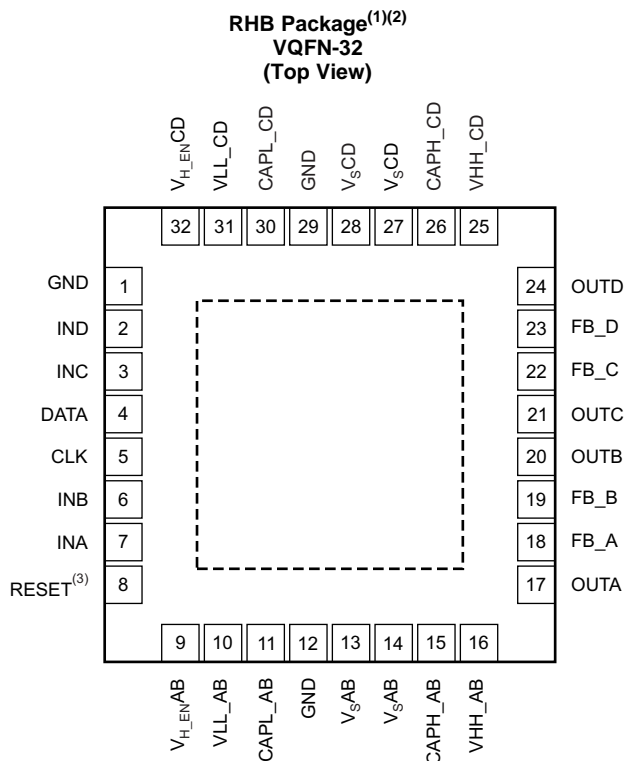 RHB Package(1)(2)
VQFN-32
(Top View)
VH_ENCD
VLL_CD
CAPL_CD
GND
VSCD
VSCD
CAPH_CD
VHH_CD
32 31 30 29 28 27 26 25
GND 1
IND 2
INC 3
DATA 4
CLK 5
INB 6
INA 7
RESET(3) 8
24 OUTD
23 FB_D
22 FB_C
21 OUTC
20 OUTB
19 FB_B
18 FB_A
17 OUTA
9 10 11 12 13 14 15 16
VH_ENAB
VLL_AB
CAPL_AB
GND
VSAB
VSAB
CAPH_AB
VHH_AB